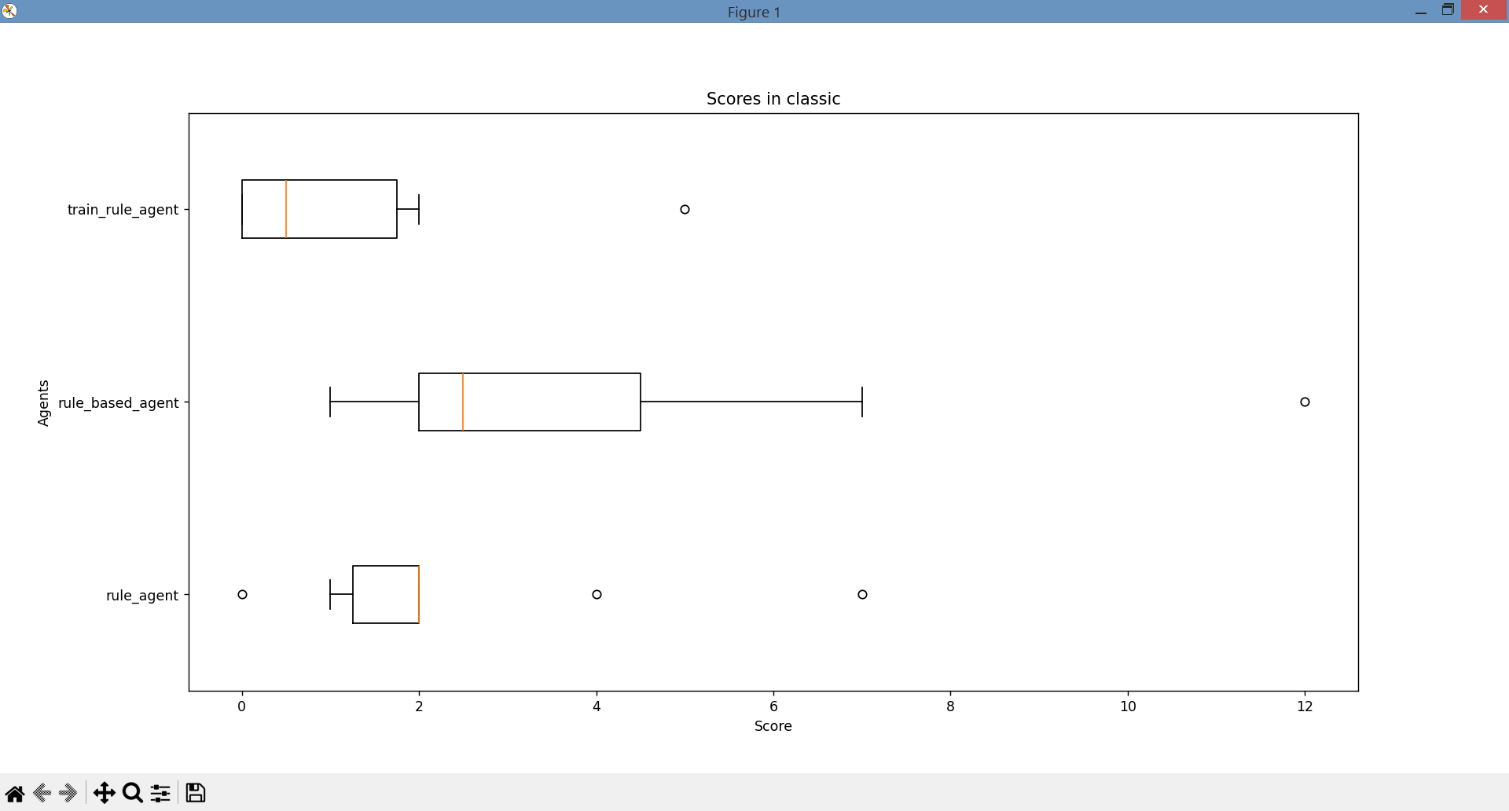 Figure 1
Scores in classic
train_rule_agent
rule_based_agent
rule_agent
Agents
0 2 4 6 8 10 12
Score